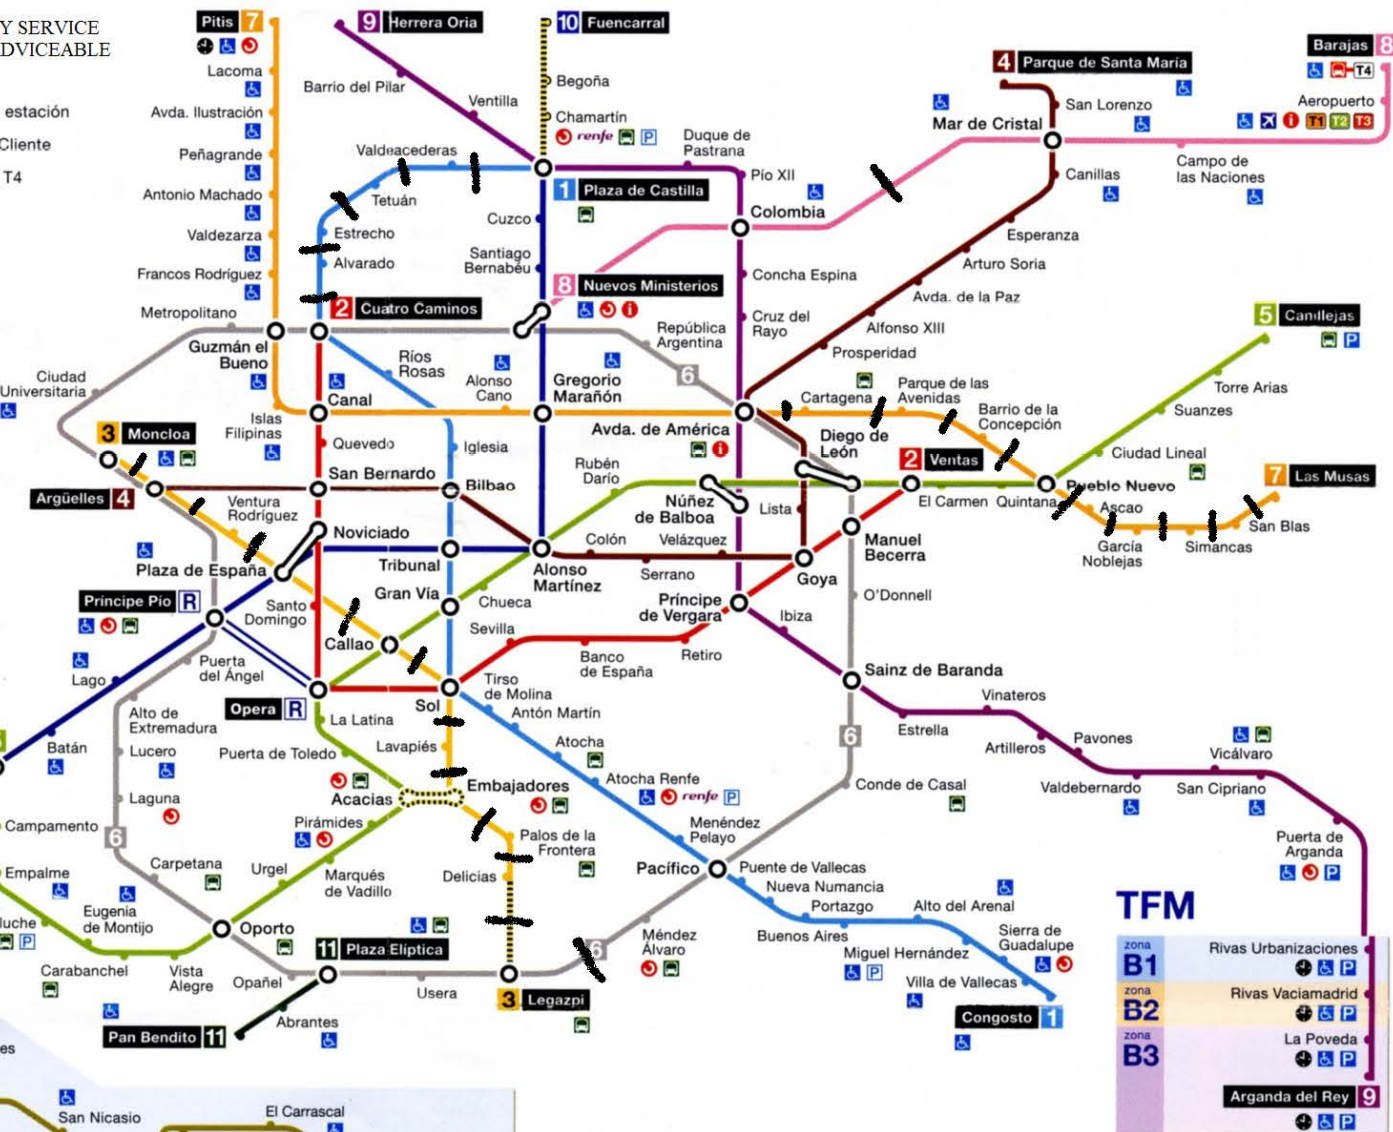 Y SERVICE
DVICEABLE
estación
Cliente
T4
Pitis 7
9 Herrera Oria
10 Fuencarral
Lacoma
Avda. Ilustración
Peñagrande
Antonio Machado
Valdezarza
Francos Rodríguez
Metropolitano
Guzmán el
Bueno
Ciudad
Universitaria
Islas
Filipinas
Barrio del Pilar
Ventilla
Begoña
Chamartín
renfe P
Valdeacederas
Tetuán
Estrecho
Alvarado
2 Cuatro Caminos
1 Plaza de Castilla
Cuzco
Santiago
Bernabéu
8 Nuevos Ministerios
Duque de
Pastrana
Pío XII
Colombia
Concha Espina
Cruz del
Rayo
República
Argentina
6
4 Parque de Santa María
San Lorenzo
Mar de Cristal
Canillas
Campo de
las Naciones
Barajas 8
T4
Aeropuerto
T1 T2 T3
Esperanza
Arturo Soria
Avda. de la Paz
Alfonso XIII
Prosperidad
5 Canillejas
P
Torre Arias
Suanzes
Ciudad Lineal
Cartagena
Parque de las
Avenidas
Barrio de la
Concepción
Pueblo Nuevo
7 Las Musas
Ascao
García
Noblejas
Simancas
San Blas
Ríos
Rosas
Alonso
Cano
Gregorio
Marañón
Avda. de América
Diego de
León
2 Ventas
El Carmen
Quintana
Canal
Quevedo
Iglesia
San Bernardo
Bilbao
Rubén
Darío
Núñez
de Balboa
Lista
Manuel
Becerra
3 Moncloa
Argüelles 4
Ventura
Rodríguez
Noviciado
Plaza de España
Tribunal
Alonso
Martínez
Colón
Velázquez
Serrano
Goya
O'Donnell
Príncipe Pío R
Santo
Domingo
Gran Vía
Chueca
Callao
Sevilla
Príncipe
de Vergara
Ibiza
Banco
de España
Retiro
Sainz de Baranda
Lago
Puerta
del Ángel
Opera R
Sol
Tirso
de Molina
Antón Martín
Batán
Alto de
Extremadura
Lucero
Laguna
La Latina
Puerta de Toledo
Lavapiés
Atocha
Atocha Renfe
renfe P
Acacias
Embajadores
Campamento
6
Pirámides
Palos de la
Frontera
Menéndez
Pelayo
6
Conde de Casal
Estrella
Vinateros
Artilleros
Pavones
Valdebernardo
Vicálvaro
San Cipriano
Puerta de
Arganda
P
Empalme
Carpetana
Urgel
Marqués
de Vadillo
Delicias
Pacífico
Puente de Vallecas
Nueva Numancia
Portazgo
Buenos Aires
Alto del Arenal
Miguel Hernández
P
Sierra de
Guadalupe
Villa de Vallecas
Congosto 1
luche
P
Eugenia
de Montijo
Carabanchel
Vista
Alegre
Oporto
Opañel
11 Plaza Elíptica
Usera
3 Legazpi
6
Méndez
Álvaro
Abrantes
Pan Bendito 11
TFM
zona
B1
Rivas Urbanizaciones
P
zona
B2
Rivas Vaciamadrid
P
zona
B3
La Poveda
P
Arganda del Rey 9
P
es
San Nicasio
El Carrascal